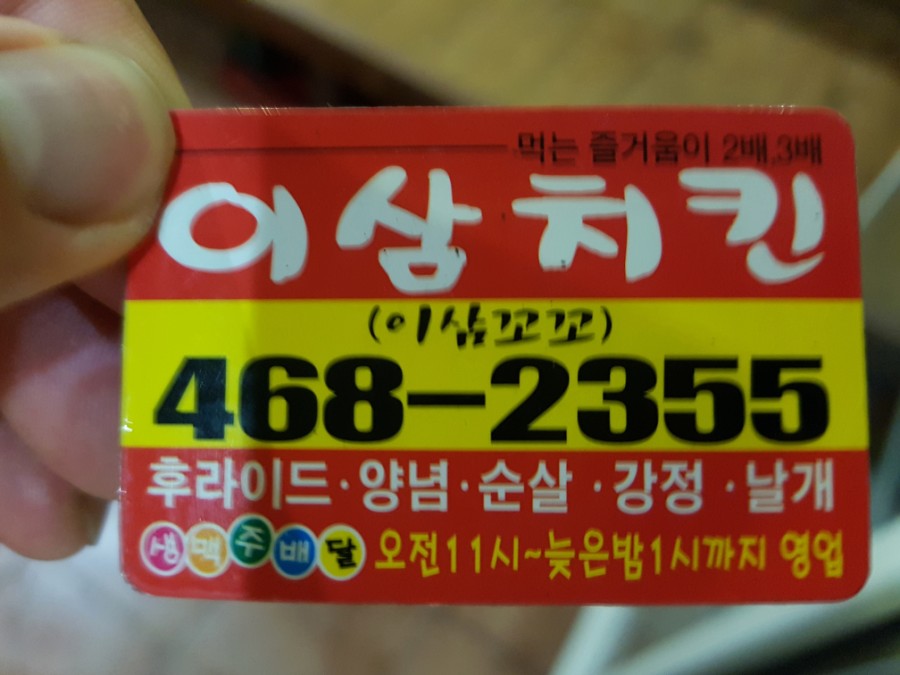 먹는 즐거움이 2배,3배
이삼치킨
(이삼꼬꼬)
468-2355
후라이드·양념·순살·강정·날개
생맥주배달 오전11시~늦은밤1시까지 영업